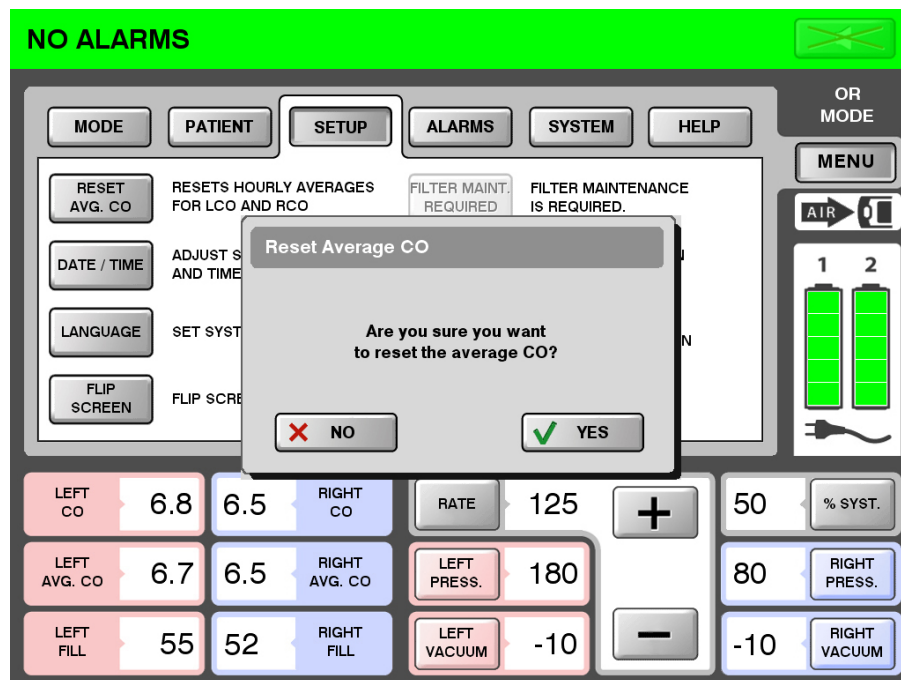 NO ALARMS
OR
MODE
MODE
PATIENT
SETUP
ALARMS
SYSTEM
HELP
MENU
RESET
AVG. CO
RESETS HOURLY AVERAGES
FOR LCO AND RCO
FILTER MAINT.
REQUIRED
FILTER MAINTENANCE
IS REQUIRED.
AIR
DATE / TIME
ADJUST S
AND TIME
Reset Average CO
N
1 2
LANGUAGE
SET SYST
Are you sure you want
to reset the average CO?
N
FLIP
SCREEN
FLIP SCRE
NO
YES
LEFT
CO
6.8
6.5
RIGHT
CO
RATE
125
+
50
% SYST.
LEFT
AVG. CO
6.7
6.5
RIGHT
AVG. CO
LEFT
PRESS.
180
80
RIGHT
PRESS.
LEFT
FILL
55
52
RIGHT
FILL
LEFT
VACUUM
-10
−
-10
RIGHT
VACUUM